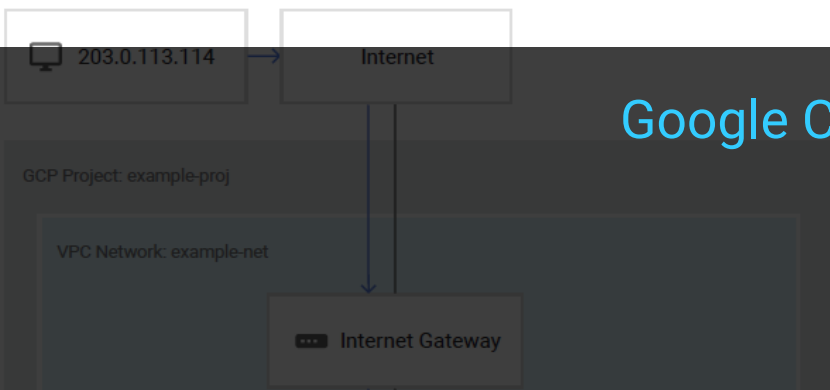 203.0.113.114
Internet
Google C
GCP Project: example-proj
VPC Network: example-net
Internet Gateway